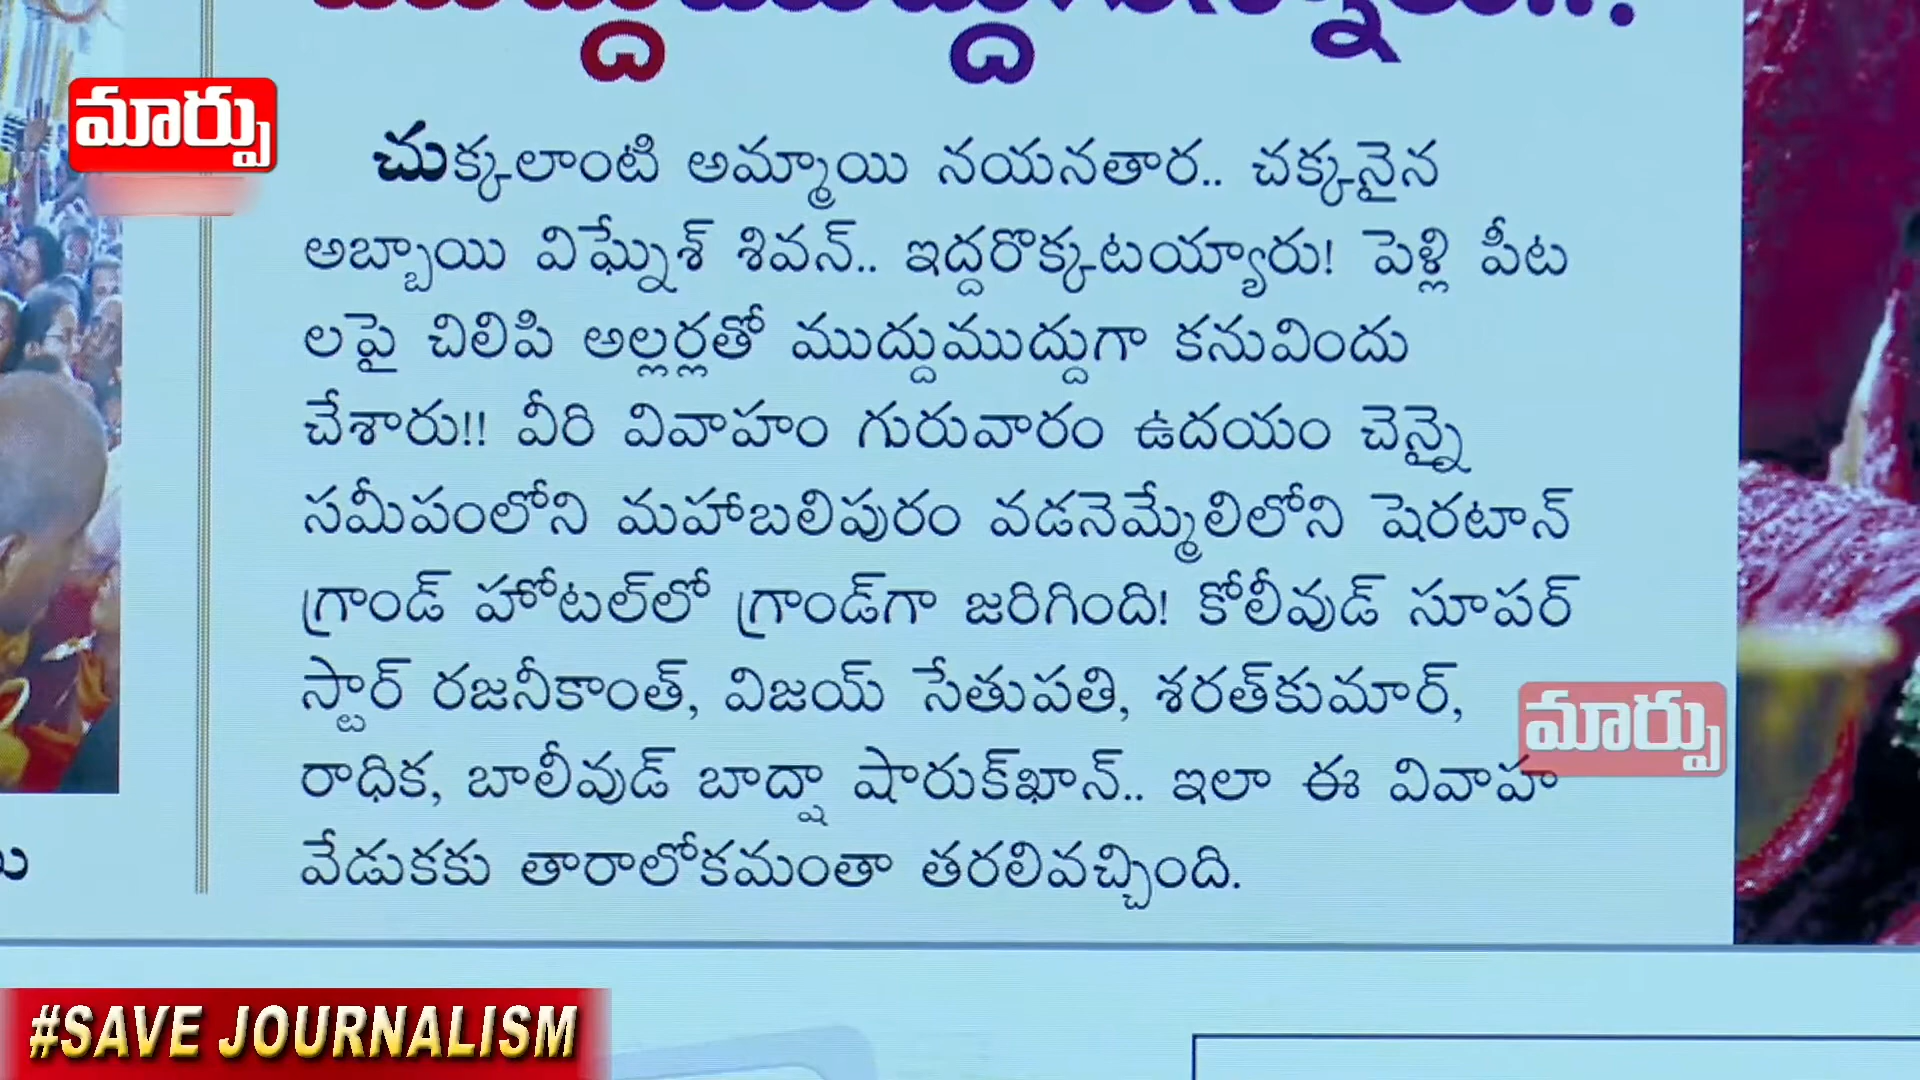 మార్పు
చుక్కలాంటి అమ్మాయి నయనతార.. చక్కనైన
అబ్బాయి విఘ్నేశ్ శివన్.. ఇద్దరొక్కటయ్యారు! పెళ్లి పీట
లపై చిలిపి అల్లర్లతో ముద్దుముద్దుగా కనువిందు
చేశారు!! వీరి వివాహం గురువారం ఉదయం చెన్నై
సమీపంలోని మహాబలిపురం వడనెమ్మేలిలోని షెరటాన్
గ్రాండ్ హోటల్‌లో గ్రాండ్‌గా జరిగింది! కోలీవుడ్ సూపర్
స్టార్ రజనీకాంత్, విజయ్ సేతుపతి, శరత్‌కుమార్,
మార్పు
రాధిక, బాలీవుడ్ బాద్షా షారుక్‌ఖాన్.. ఇలా ఈ వివాహ
వేడుకకు తారాలోకమంతా తరలివచ్చింది.
#SAVE JOURNALISM